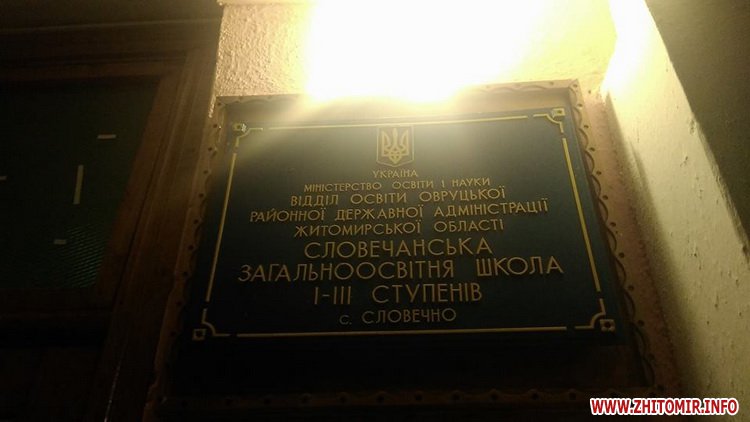 УКРАЇНА
МІНІСТЕРСТВО ОСВІТИ І НАУКИ
ВІДДІЛ ОСВІТИ ОВРУЦЬКОЇ
РАЙОННОЇ ДЕРЖАВНОЇ АДМІНІСТРАЦІЇ
ЖИТОМИРСЬКОЇ ОБЛАСТІ
СЛОВЕЧАНСЬКА
ЗАГАЛЬНООСВІТНЯ ШКОЛА
І-ІІІ СТУПЕНІВ
с. СЛОВЕЧНО
WWW.ZHITOMIR.INFO